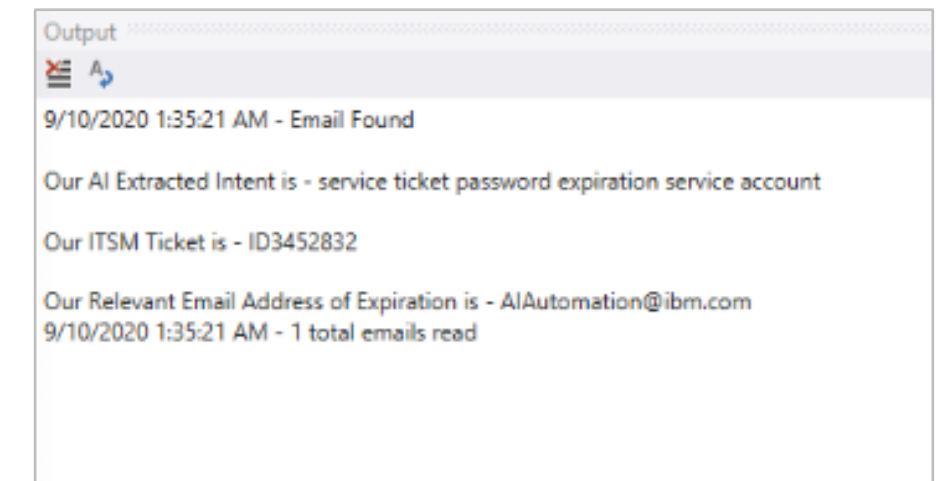 Output
9/10/2020 1:35:21 AM - Email Found
Our AI Extracted Intent is - service ticket password expiration service account
Our ITSM Ticket is - ID3452832
Our Relevant Email Address of Expiration is - AIAutomation@ibm.com
9/10/2020 1:35:21 AM - 1 total emails read